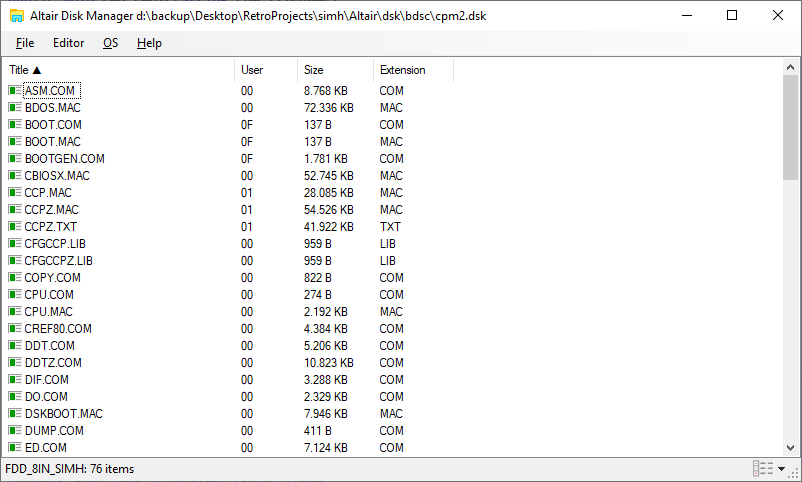 Altair Disk Manager d:\backup\Desktop\RetroProjects\simh\Altair\dsk\bdsc\cpm2.dsk
File Editor OS Help
Title User Size Extension
ASM.COM 00 8.768 KB COM
BDOS.MAC 00 72.336 KB MAC
BOOT.COM 0F 137 B COM
BOOT.MAC 0F 137 B MAC
BOOTGEN.COM 0F 1.781 KB COM
CBIOSX.MAC 00 52.745 KB MAC
CCP.MAC 01 28.085 KB MAC
CCPZ.MAC 01 54.526 KB MAC
CCPZ.TXT 01 41.922 KB TXT
CFGCCP.LIB 00 959 B LIB
CFGCCPZ.LIB 00 959 B LIB
COPY.COM 00 822 B COM
CPU.COM 00 274 B COM
CPU.MAC 00 2.192 KB MAC
CREF80.COM 00 4.384 KB COM
DDT.COM 00 5.206 KB COM
DDTZ.COM 00 10.823 KB COM
DIF.COM 00 3.288 KB COM
DO.COM 00 2.329 KB COM
DSKBOOT.MAC 00 7.946 KB MAC
DUMP.COM 00 411 B COM
ED.COM 00 7.124 KB COM
FDD_8IN_SIMH: 76 items